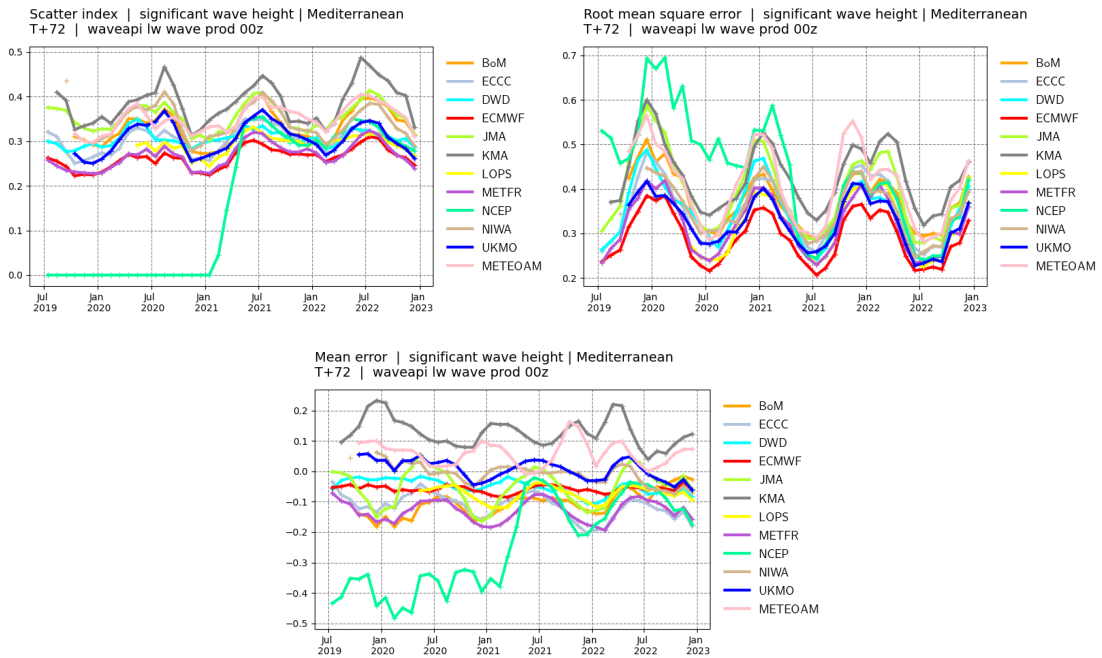 Scatter index | significant wave height | Mediterranean
T+72 | waveapi lw wave prod 00z
0.5
0.4
0.3
0.2
0.1
0.0
Jul
2019
Jan
2020
Jul
2020
Jan
2021
Jul
2021
Jan
2022
Jul
2022
Jan
2023
BoM
ECCC
DWD
ECMWF
JMA
KMA
LOPS
METFR
NCEP
NIWA
UKMO
METEOAM
Root mean square error | significant wave height | Mediterranean
T+72 | waveapi lw wave prod 00z
0.7
0.6
0.5
0.4
0.3
0.2
Jul
2019
Jan
2020
Jul
2020
Jan
2021
Jul
2021
Jan
2022
Jul
2022
Jan
2023
BoM
ECCC
DWD
ECMWF
JMA
KMA
LOPS
METFR
NCEP
NIWA
UKMO
METEOAM
Mean error | significant wave height | Mediterranean
T+72 | waveapi lw wave prod 00z
0.2
0.1
0.0
−0.1
−0.2
−0.3
−0.4
−0.5
Jul
2019
Jan
2020
Jul
2020
Jan
2021
Jul
2021
Jan
2022
Jul
2022
Jan
2023
BoM
ECCC
DWD
ECMWF
JMA
KMA
LOPS
METFR
NCEP
NIWA
UKMO
METEOAM